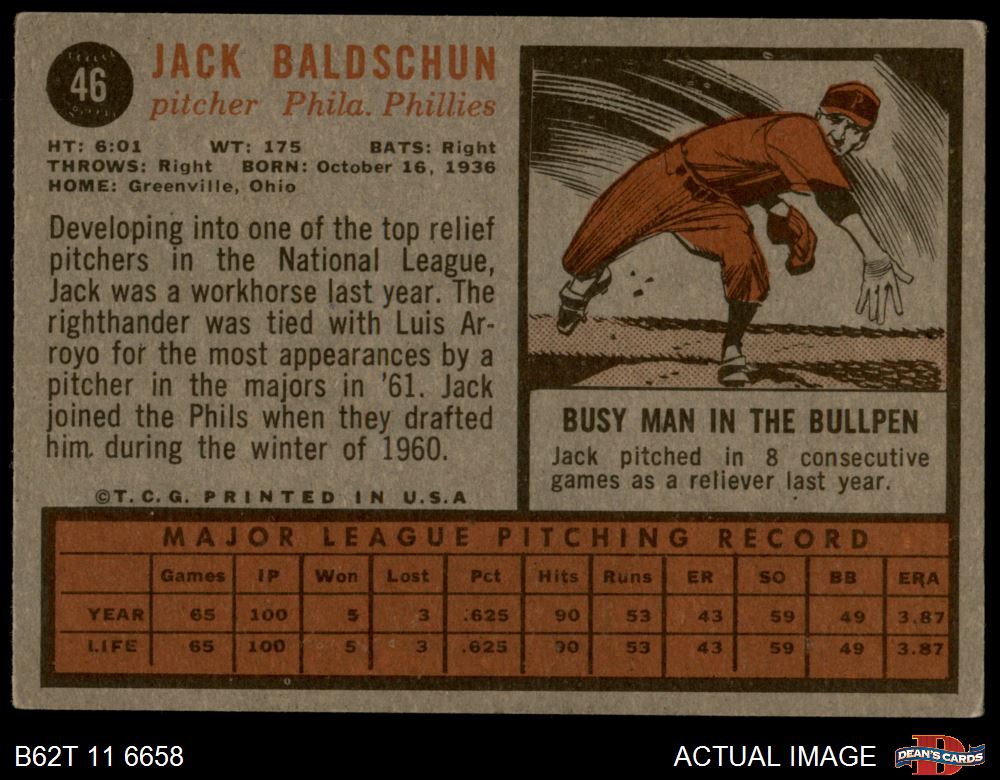 46
JACK BALDSCHUN
pitcher Phila. Phillies
HT: 6:01 WT: 175 BATS: Right
THROWS: Right BORN: October 16, 1936
HOME: Greenville, Ohio
Developing into one of the top relief
pitchers in the National League,
Jack was a workhorse last year. The
righthander was tied with Luis Ar-
royo for the most appearances by a
pitcher in the majors in '61. Jack
joined the Phils when they drafted
him during the winter of 1960.
©T.C.G. PRINTED IN U.S.A
P
BUSY MAN IN THE BULLPEN
Jack pitched in 8 consecutive
games as a reliever last year.
MAJOR LEAGUE PITCHING RECORD
Games IP Won Lost Pct Hits Runs ER SO BB ERA
YEAR 65 100 5 3 .625 90 53 43 59 49 3.87
LIFE 65 100 5 3 .625 90 53 43 59 49 3.87
B62T 11 6658
ACTUAL IMAGE
D
DEAN'S CARDS